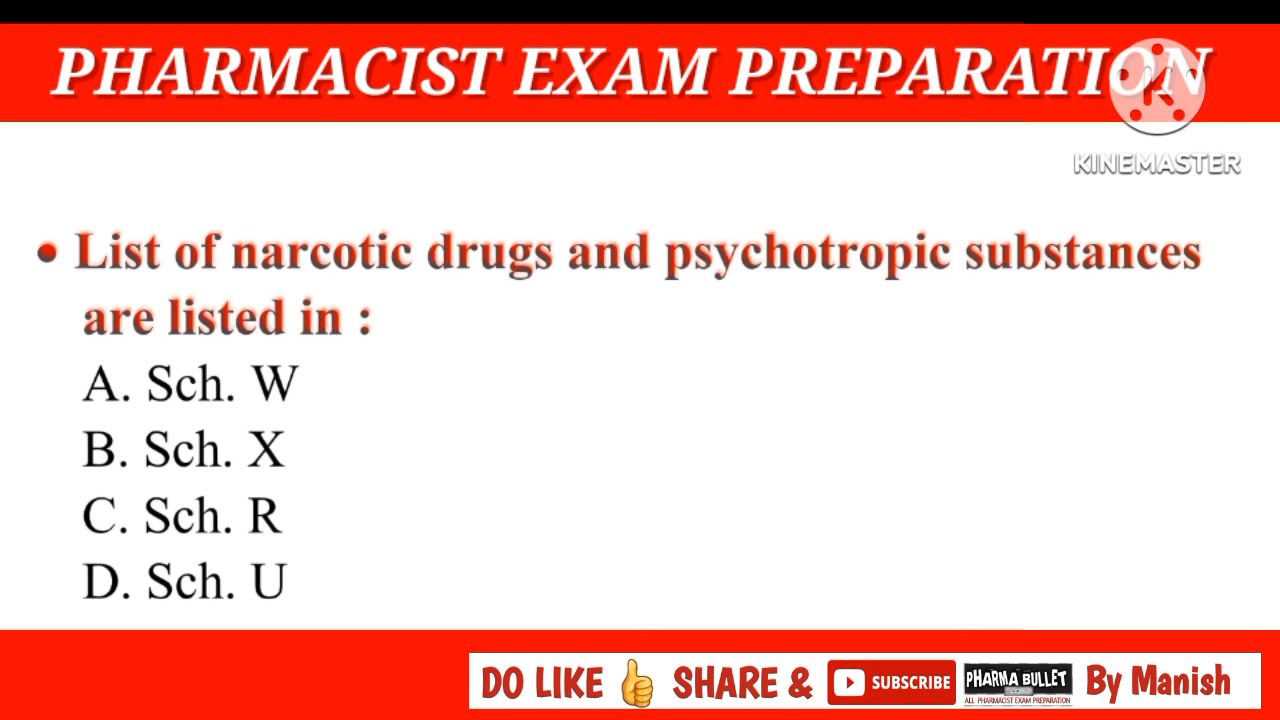 PHARMACIST EXAM PREPARATION
KINEMASTER
• List of narcotic drugs and psychotropic substances
are listed in :
A. Sch. W
B. Sch. X
C. Sch. R
D. Sch. U
DO LIKE SHARE & SUBSCRIBE PHARMA BULLET By Manish
ALL PHARMACIST EXAM PREPARATION